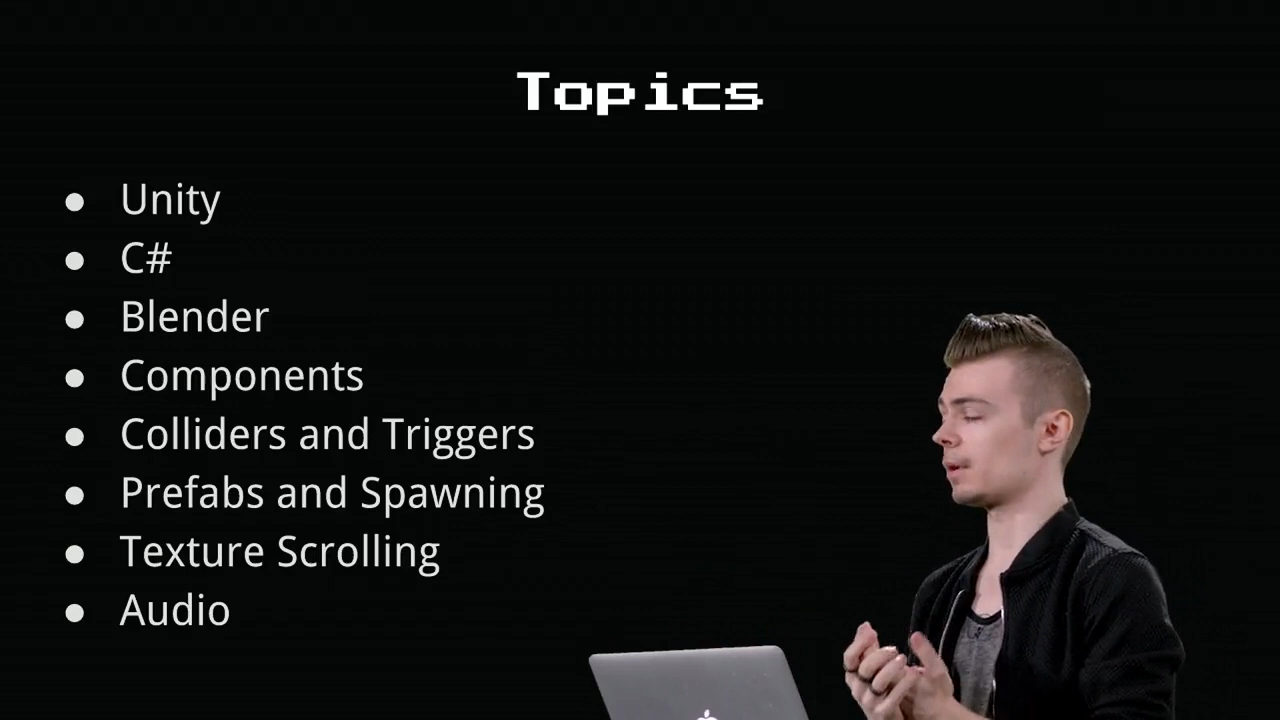 Topics
● Unity
● C#
● Blender
● Components
● Colliders and Triggers
● Prefabs and Spawning
● Texture Scrolling
● Audio